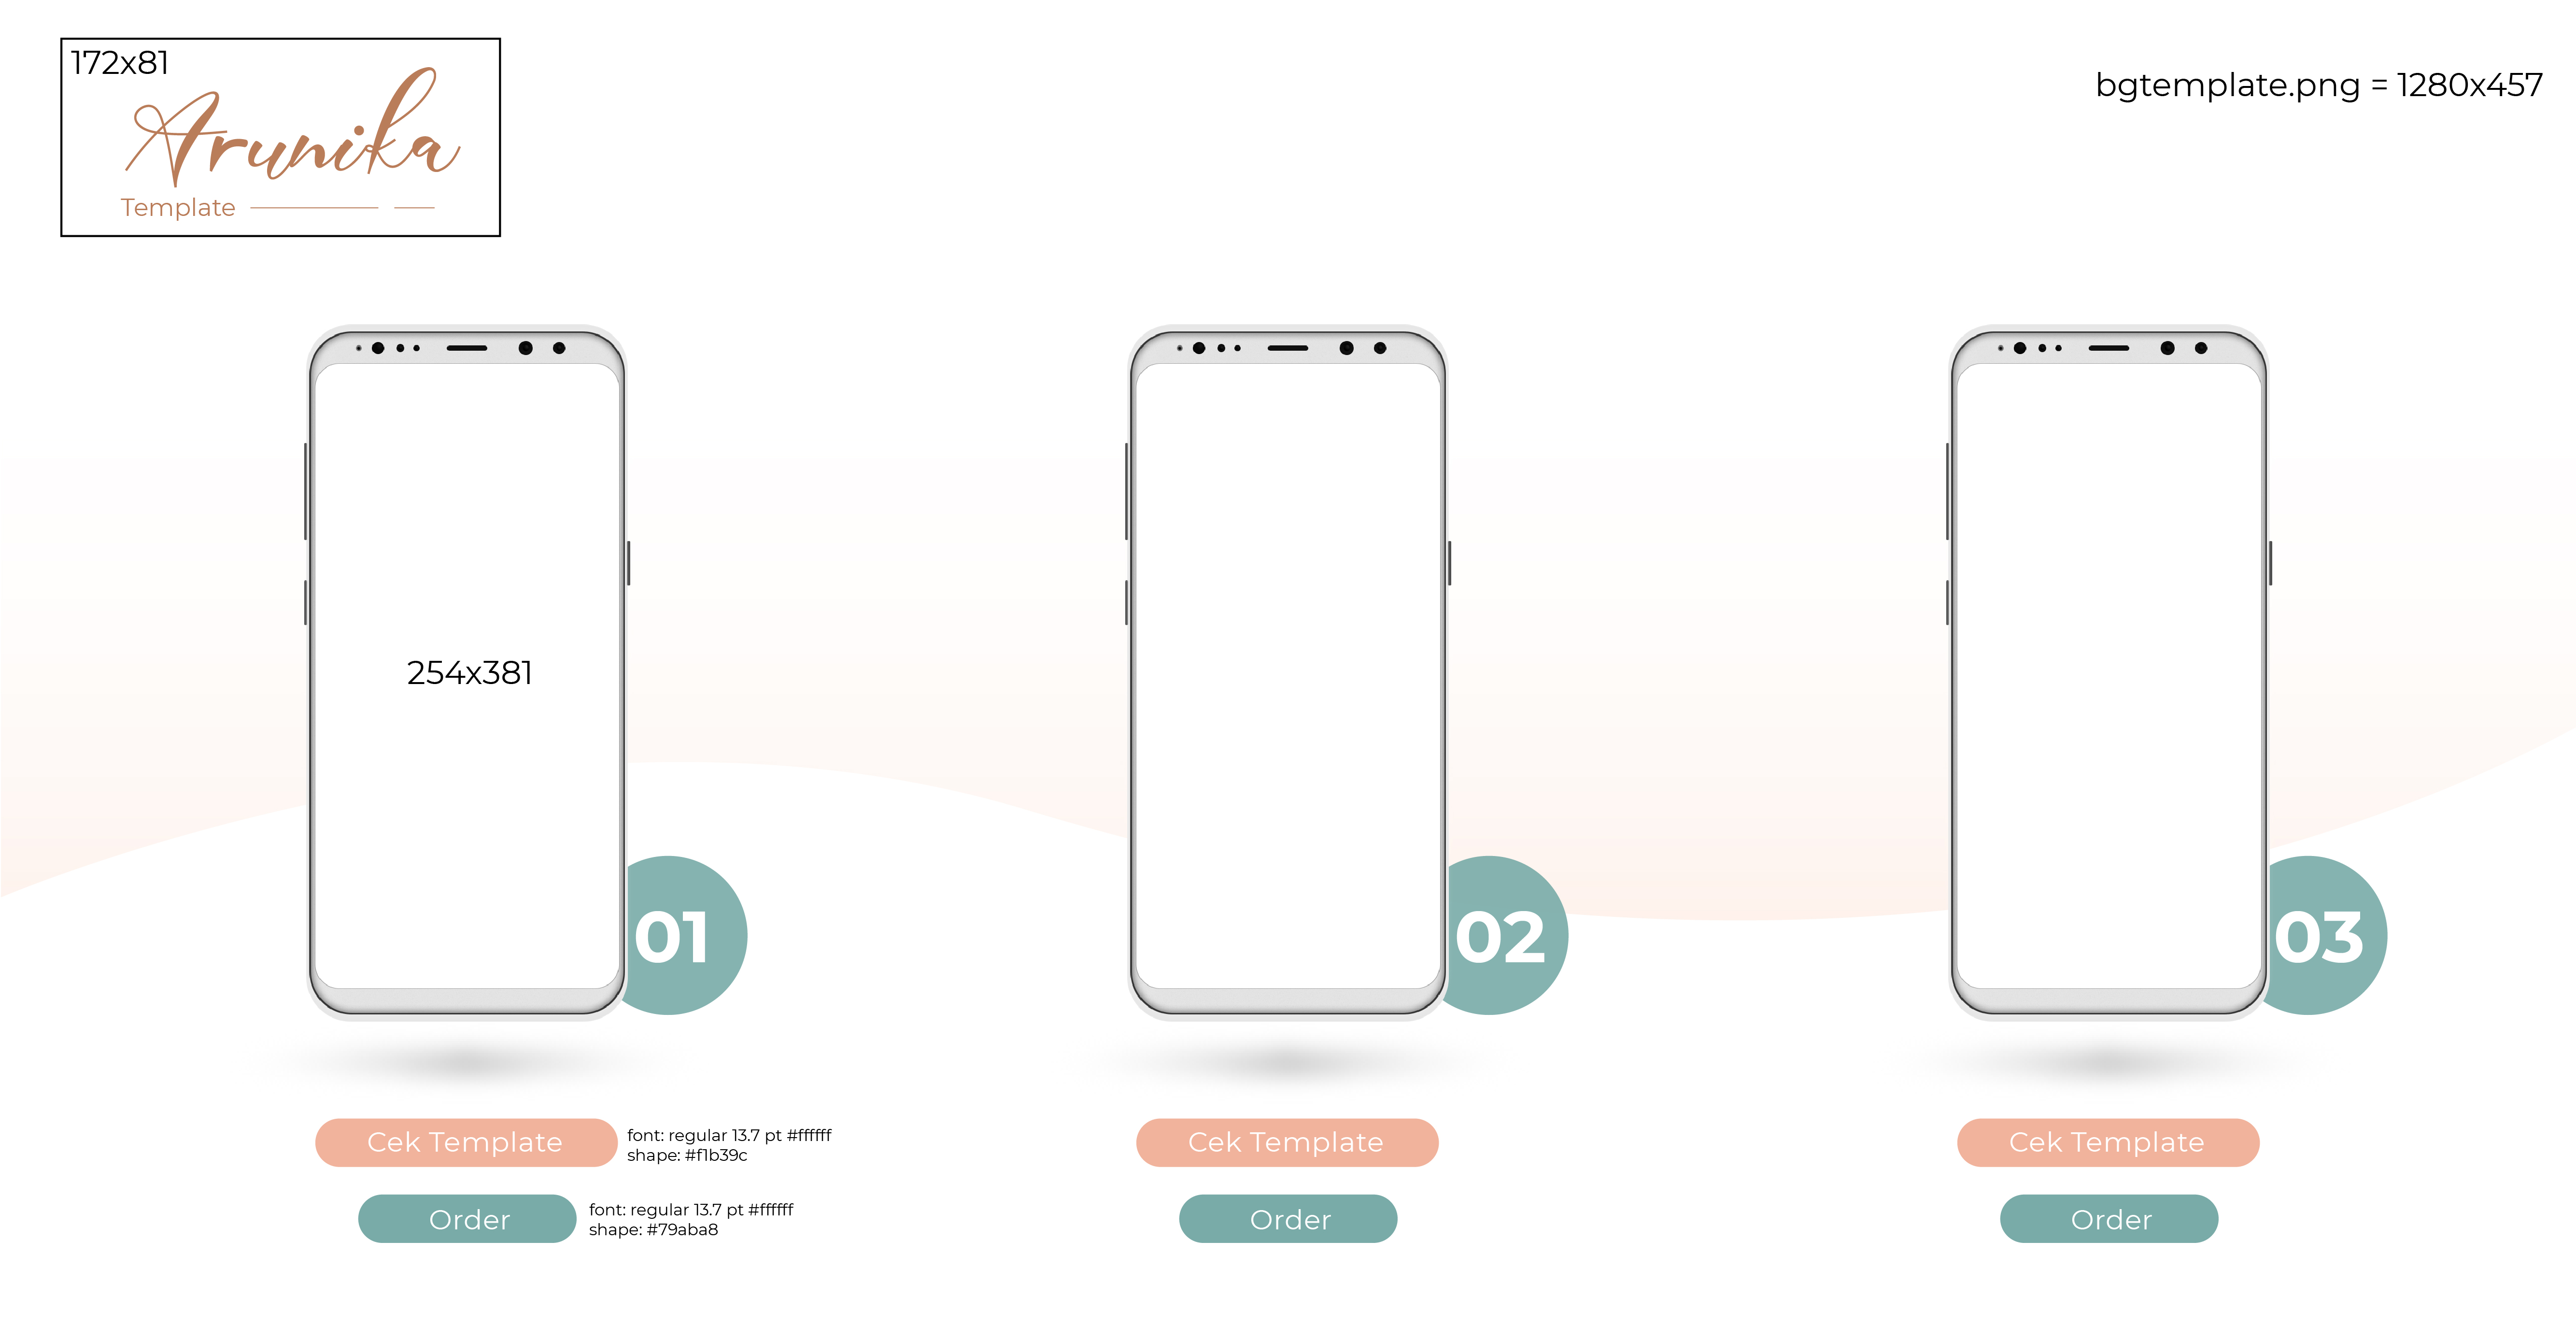 172x81
Arunika
Template
bgtemplate.png = 1280x457
254x381
01
02
03
Cek Template
font: regular 13.7 pt #ffffff
shape: #f1b39c
Cek Template
Cek Template
Order
font: regular 13.7 pt #ffffff
shape: #79aba8
Order
Order